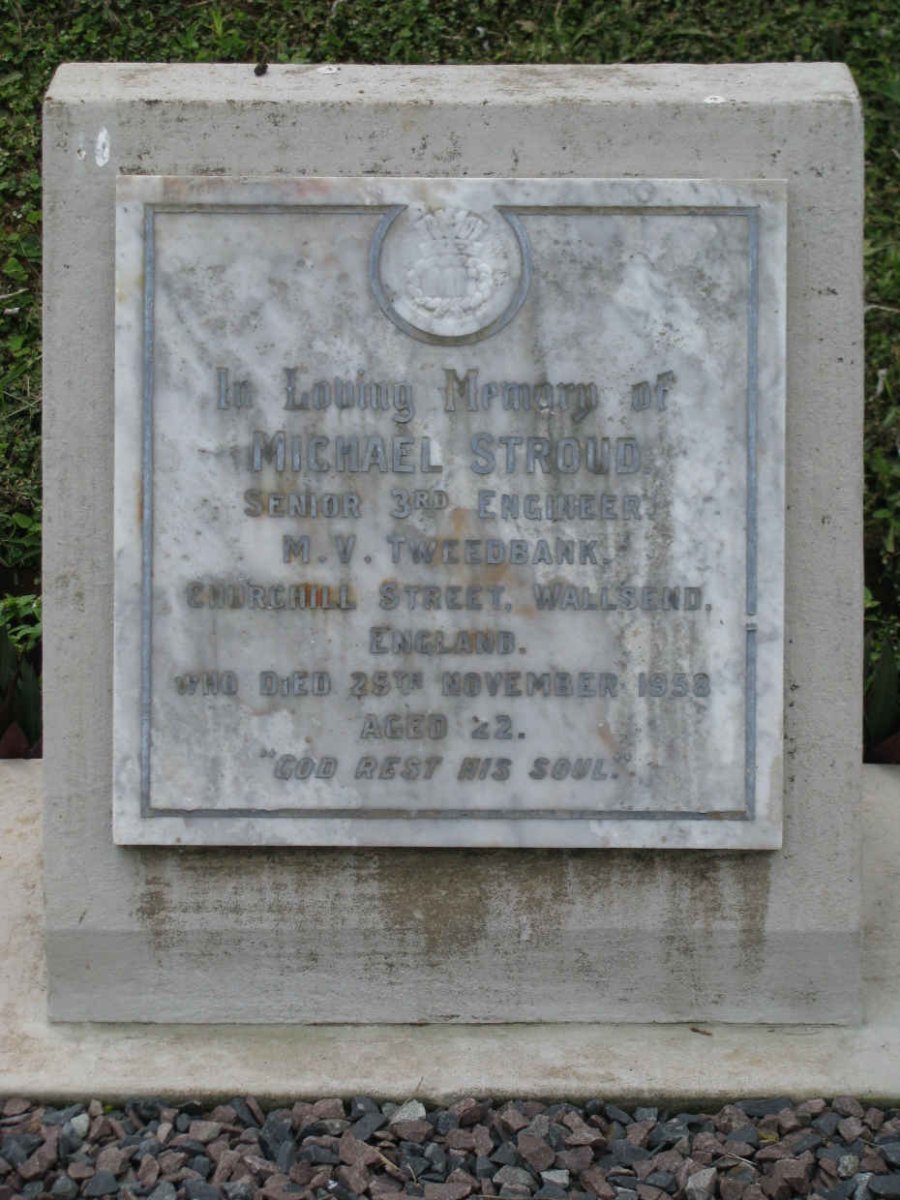 In Loving Memory of
MICHAEL STROUD
SENIOR 3RD ENGINEER.
M.V. TWEEDBANK.
CHURCHILL STREET, WALLSEND,
ENGLAND.
WHO DIED 25TH NOVEMBER 1958
AGED 22.
"GOD REST HIS SOUL."